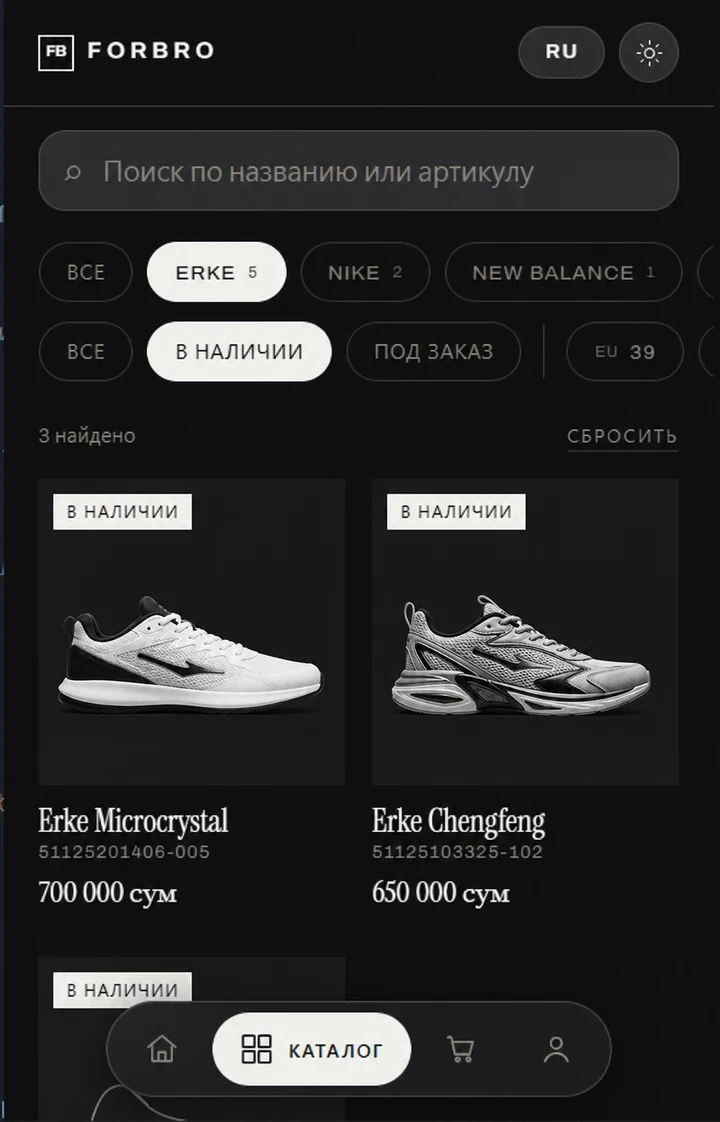 FB FORBRO RU
Поиск по названию или артикулу
ВСЕ ERKE 5 NIKE 2 NEW BALANCE 1
ВСЕ В НАЛИЧИИ ПОД ЗАКАЗ EU 39
3 найдено СБРОСИТЬ
В НАЛИЧИИ В НАЛИЧИИ
Erke Microcrystal Erke Chengfeng
51125201406-005 51125103325-102
700 000 сум 650 000 сум
В НАЛИЧИИ
КАТАЛОГ